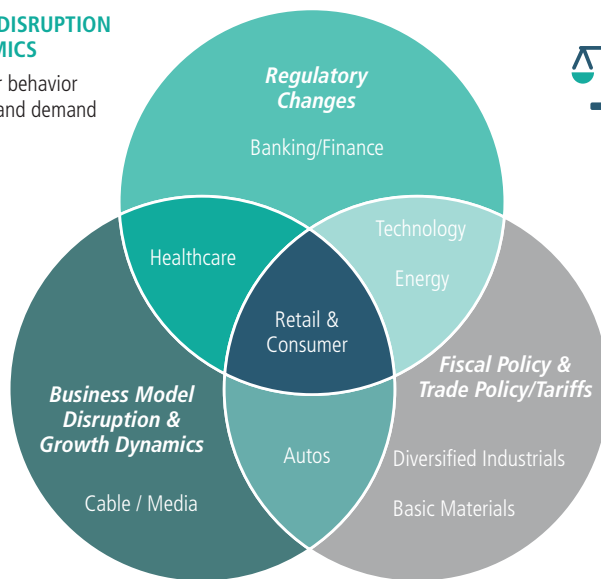 DISRUPTION
MICS
behavior
and demand
Regulatory
Changes
Banking/Finance
Healthcare
Technology
Energy
Retail &
Consumer
Business Model
Disruption &
Growth Dynamics
Cable / Media
Autos
Fiscal Policy &
Trade Policy/Tariffs
Diversified Industrials
Basic Materials